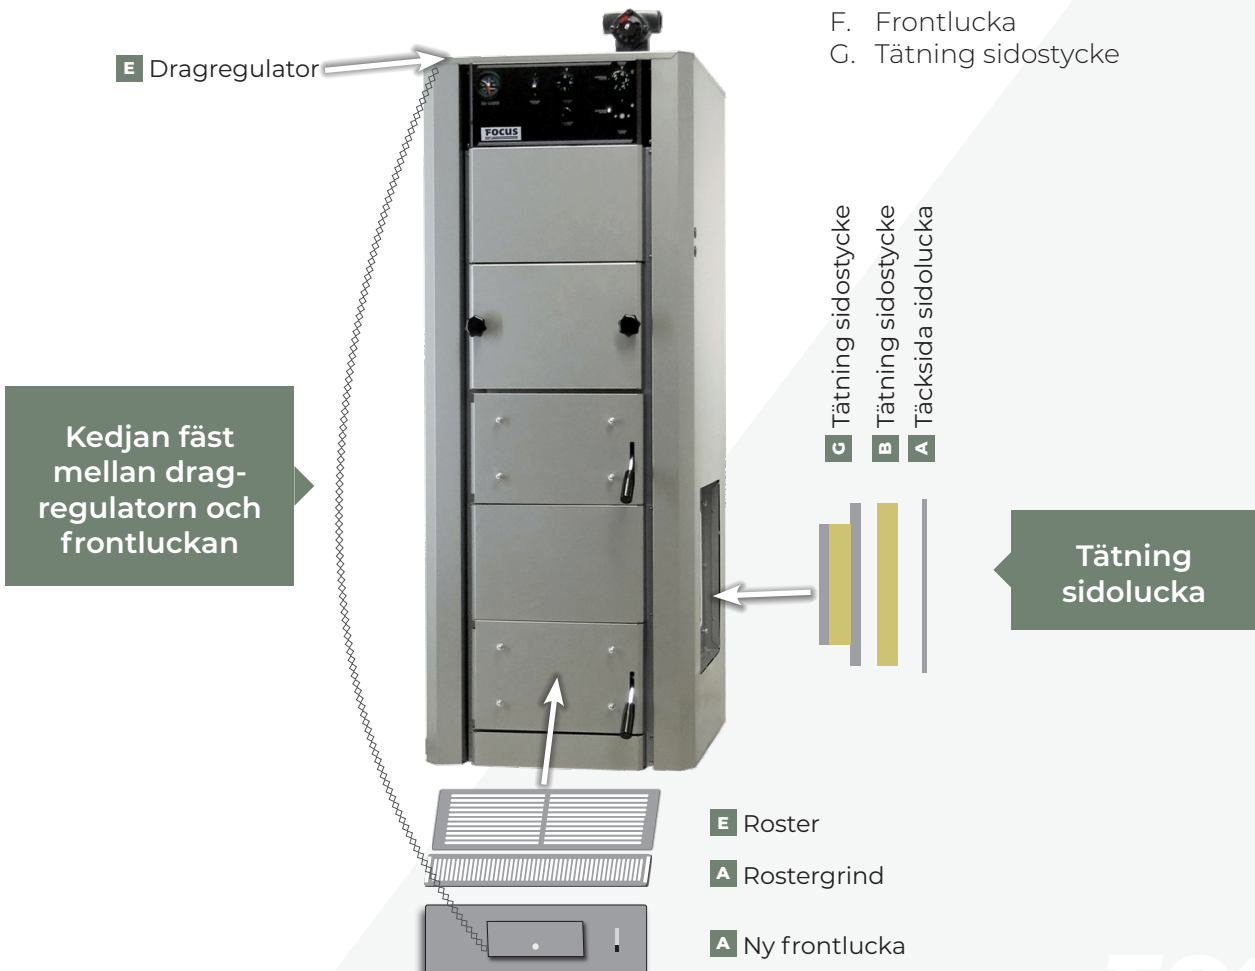 F. Frontlucka
G. Tätning sidostycke
E Dragregulator
FOCUS
G Tätning sidostycke
B Tätning sidostycke
A Täcksida sidolucka
Kedjan fäst
mellan drag-
regulatorn och
frontluckan
Tätning
sidolucka
E Roster
A Rostergrind
A Ny frontlucka